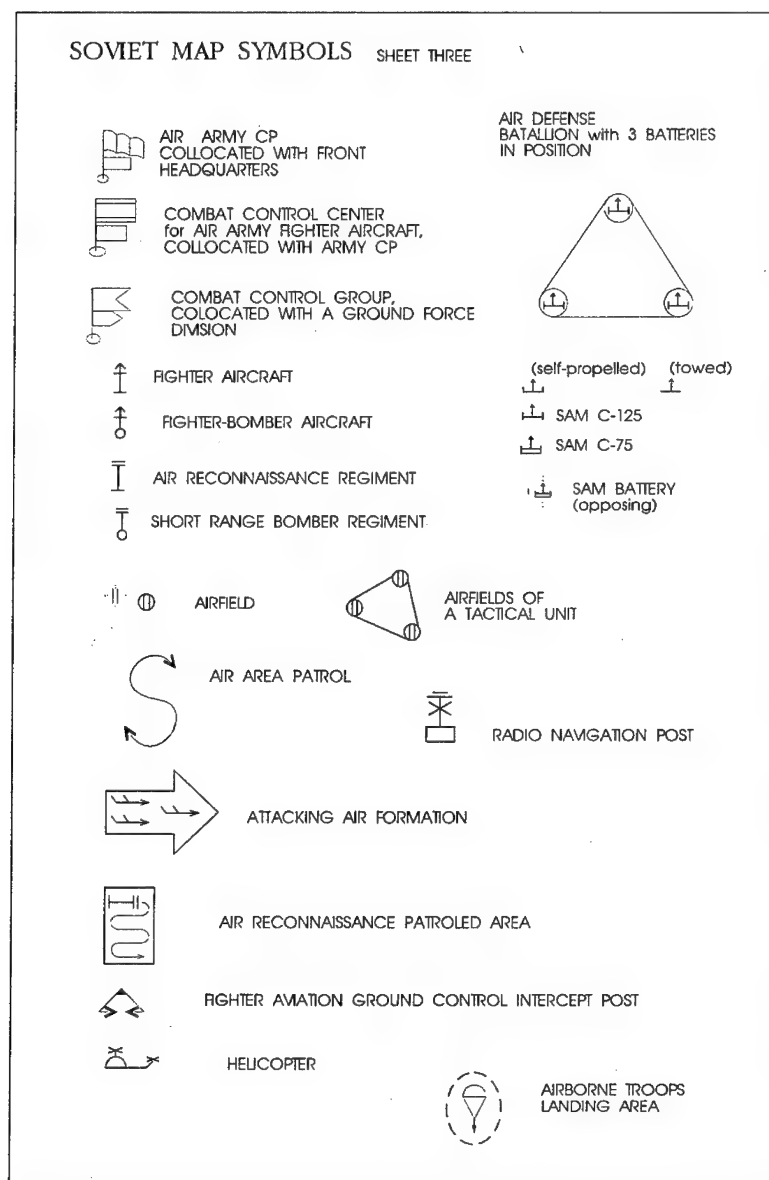 SOVIET MAP SYMBOLS SHEET THREE
AIR ARMY CP
COLLOCATED WITH FRONT
HEADQUARTERS
COMBAT CONTROL CENTER
for AIR ARMY FIGHTER AIRCRAFT,
COLLOCATED WITH ARMY CP
COMBAT CONTROL GROUP,
COLOCATED WITH A GROUND FORCE
DIVISION
FIGHTER AIRCRAFT
FIGHTER-BOMBER AIRCRAFT
AIR RECONNAISSANCE REGIMENT
SHORT RANGE BOMBER REGIMENT
AIR DEFENSE
BATALLION with 3 BATTERIES
IN POSITION
(self-propelled) (towed)
SAM C-125
SAM C-75
SAM BATTERY
(opposing)
AIRFIELD
AIRFIELDS OF
A TACTICAL UNIT
AIR AREA PATROL
RADIO NAVIGATION POST
ATTACKING AIR FORMATION
AIR RECONNAISSANCE PATROLED AREA
FIGHTER AVIATION GROUND CONTROL INTERCEPT POST
HELICOPTER
AIRBORNE TROOPS
LANDING AREA